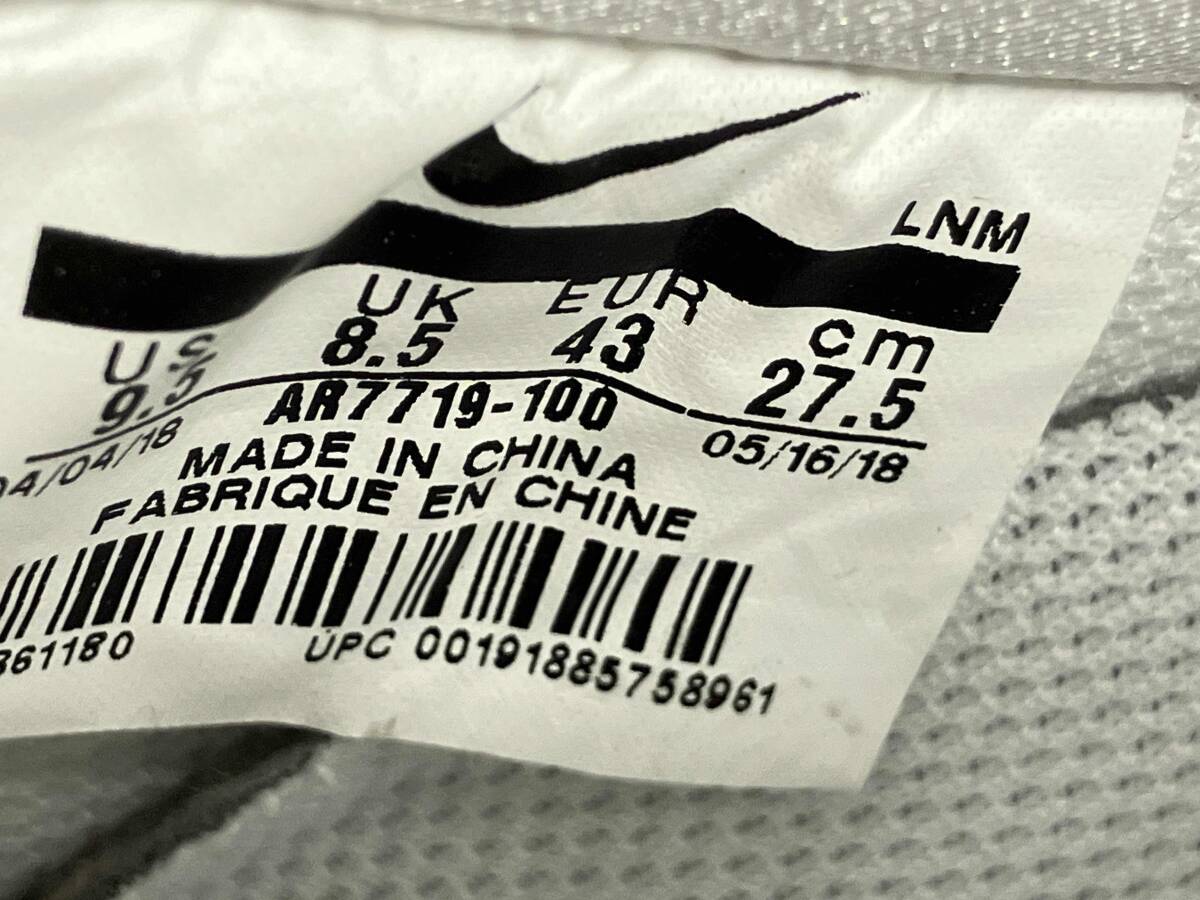 LNM
US UK EUR cm
9.5 8.5 43 27.5
AR7719-100
04/04/18 05/16/18
MADE IN CHINA
FABRIQUE EN CHINE
361180 UPC 00191885758961